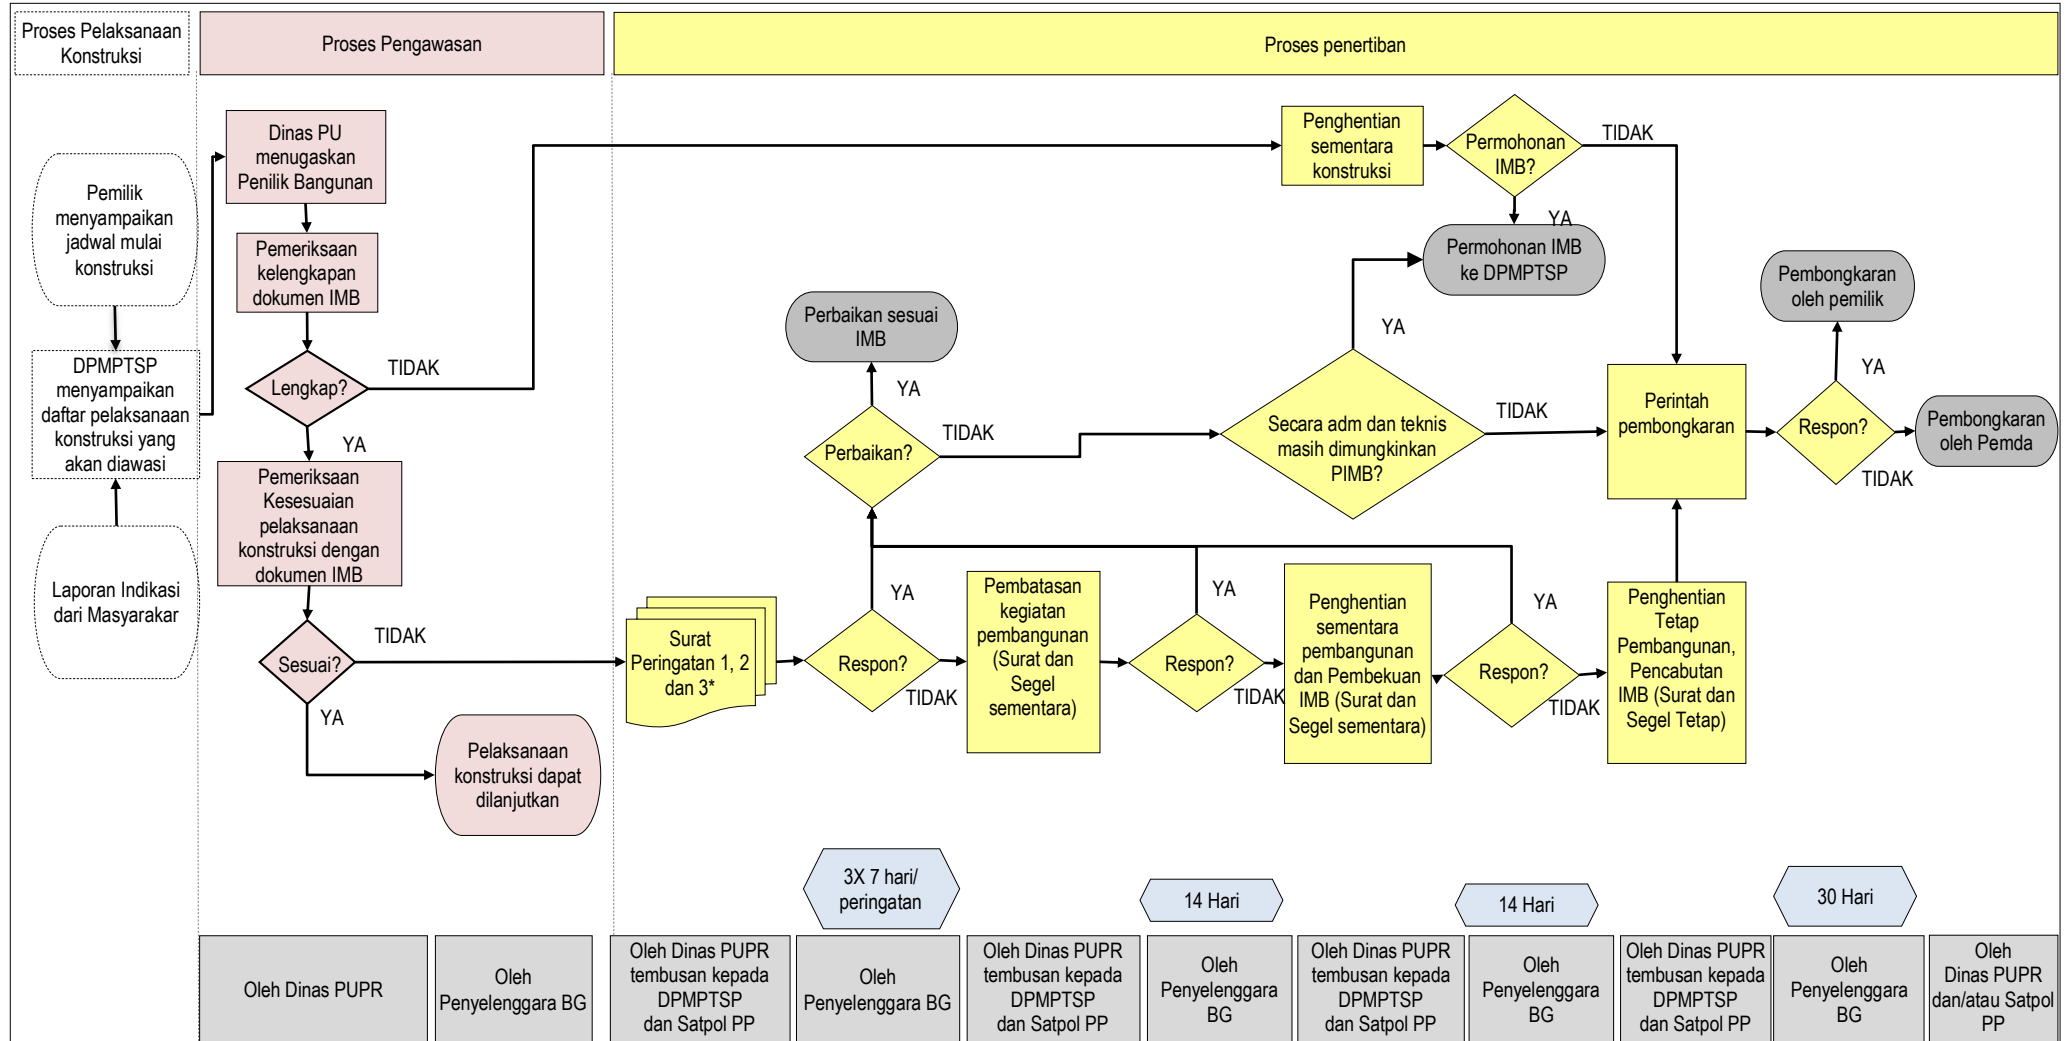 Proses Pelaksanaan
Konstruksi
Proses Pengawasan
Proses penertiban
Pemilik
menyampaikan
jadwal mulai
konstruksi
DPMPTSP
menyampaikan
daftar pelaksanaan
konstruksi yang
akan diawasi
Laporan Indikasi
dari Masyarakar
Dinas PU
menugaskan
Penilik Bangunan
Pemeriksaan
kelengkapan
dokumen IMB
Lengkap?
TIDAK
YA
Pemeriksaan
Kesesuaian
pelaksanaan
konstruksi dengan
dokumen IMB
Sesuai?
TIDAK
YA
Pelaksanaan
konstruksi dapat
dilanjutkan
Penghentian
sementara
konstruksi
Permohonan
IMB?
TIDAK
YA
Permohonan IMB
ke DPMPTSP
Perbaikan sesuai
IMB
YA
Perbaikan?
TIDAK
YA
Secara adm dan teknis
masih dimungkinkan
PIMB?
TIDAK
Perintah
pembongkaran
Pembongkaran
oleh pemilik
YA
Respon?
TIDAK
Pembongkaran
oleh Pemda
Surat
Peringatan 1, 2
dan 3*
YA
Respon?
TIDAK
Pembatasan
kegiatan
pembangunan
(Surat dan
Segel
sementara)
YA
Respon?
TIDAK
Penghentian
sementara
pembangunan
dan Pembekuan
IMB (Surat dan
Segel sementara)
YA
Respon?
TIDAK
Penghentian
Tetap
Pembangunan,
Pencabutan
IMB (Surat dan
Segel Tetap)
3X 7 hari/
peringatan
14 Hari
14 Hari
30 Hari
Oleh Dinas PUPR
Oleh
Penyelenggara BG
Oleh Dinas PUPR
tembusan kepada
DPMPTSP
dan Satpol PP
Oleh
Penyelenggara BG
Oleh Dinas PUPR
tembusan kepada
DPMPTSP
dan Satpol PP
Oleh
Penyelenggara
BG
Oleh Dinas PUPR
tembusan kepada
DPMPTSP
dan Satpol PP
Oleh
Penyelenggara
BG
Oleh Dinas PUPR
tembusan kepada
DPMPTSP
dan Satpol PP
Oleh
Penyelenggara
BG
Oleh
Dinas PUPR
dan/atau Satpol
PP